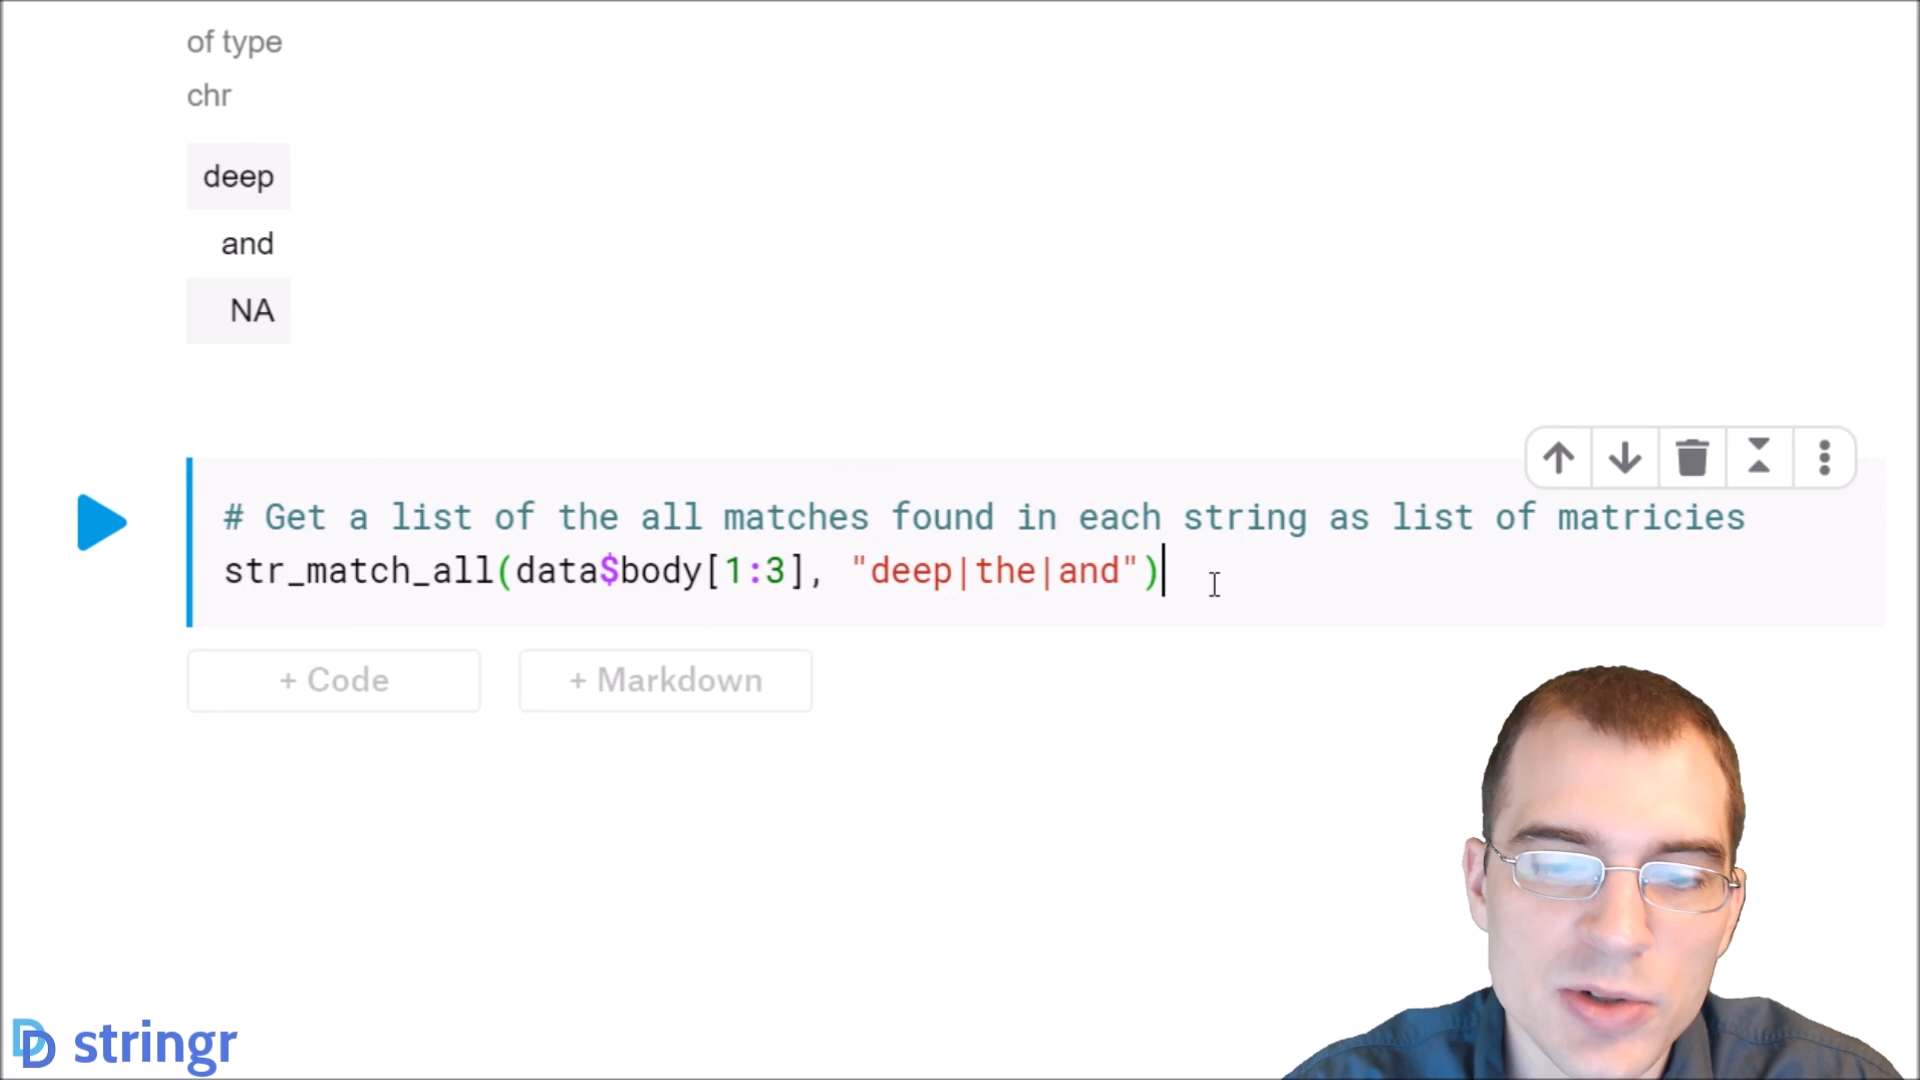 of type
chr
deep
and
NA
# Get a list of the all matches found in each string as list of matricies
str_match_all(data$body[1:3], "deep|the|and")
+ Code
+ Markdown
stringr